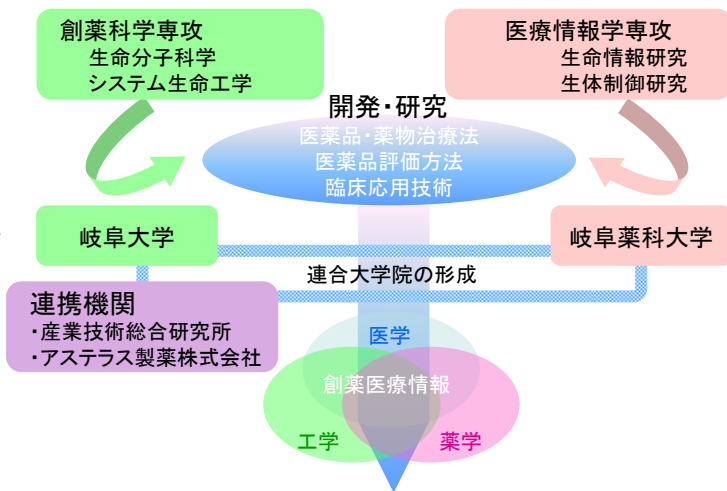 創薬科学専攻
生命分子科学
システム生命工学
医療情報学専攻
生命情報研究
生体制御研究
開発・研究
医薬品・薬物治療法
医薬品評価方法
臨床応用技術
岐阜大学
岐阜薬科大学
連合大学院の形成
連携機関
・産業技術総合研究所
・アステラス製薬株式会社
医学
創薬医療情報
工学
薬学